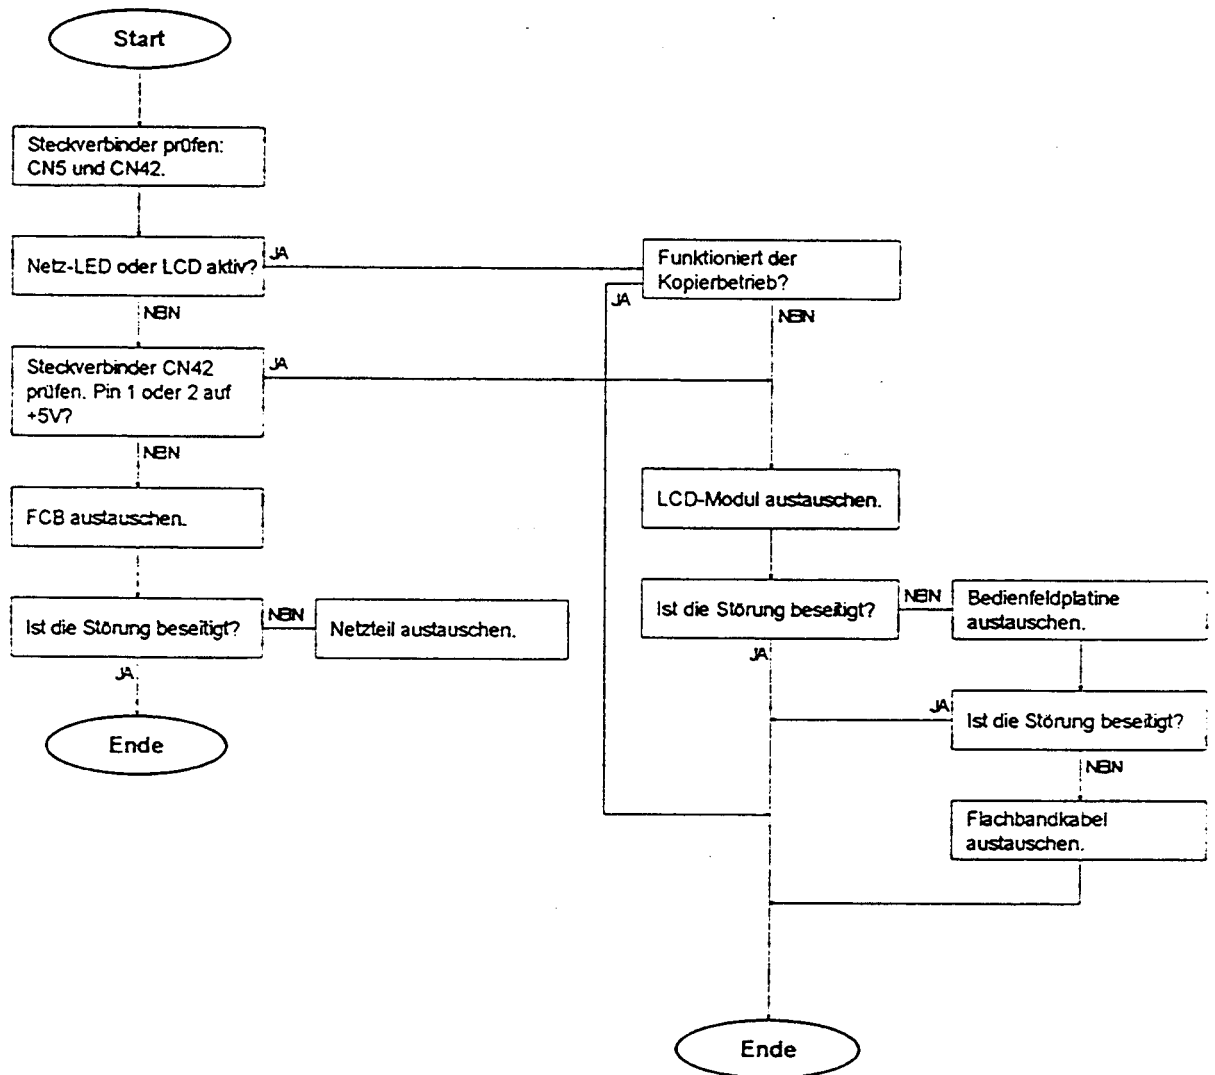 Start
Steckverbinder prüfen:
CN5 und CN42.
Netz-LED oder LCD aktiv?
JA
NEIN
Steckverbinder CN42
prüfen. Pin 1 oder 2 auf
+5V?
JA
NEIN
FCB austauschen.
Ist die Störung beseitigt?
NEIN
Netzteil austauschen.
JA
Ende
Funktioniert der
Kopierbetrieb?
JA
NEIN
LCD-Modul austauschen.
Ist die Störung beseitigt?
NEIN
Bedienfeldplatine
austauschen.
JA
JA
Ist die Störung beseitigt?
NEIN
Flachbandkabel
austauschen.
Ende